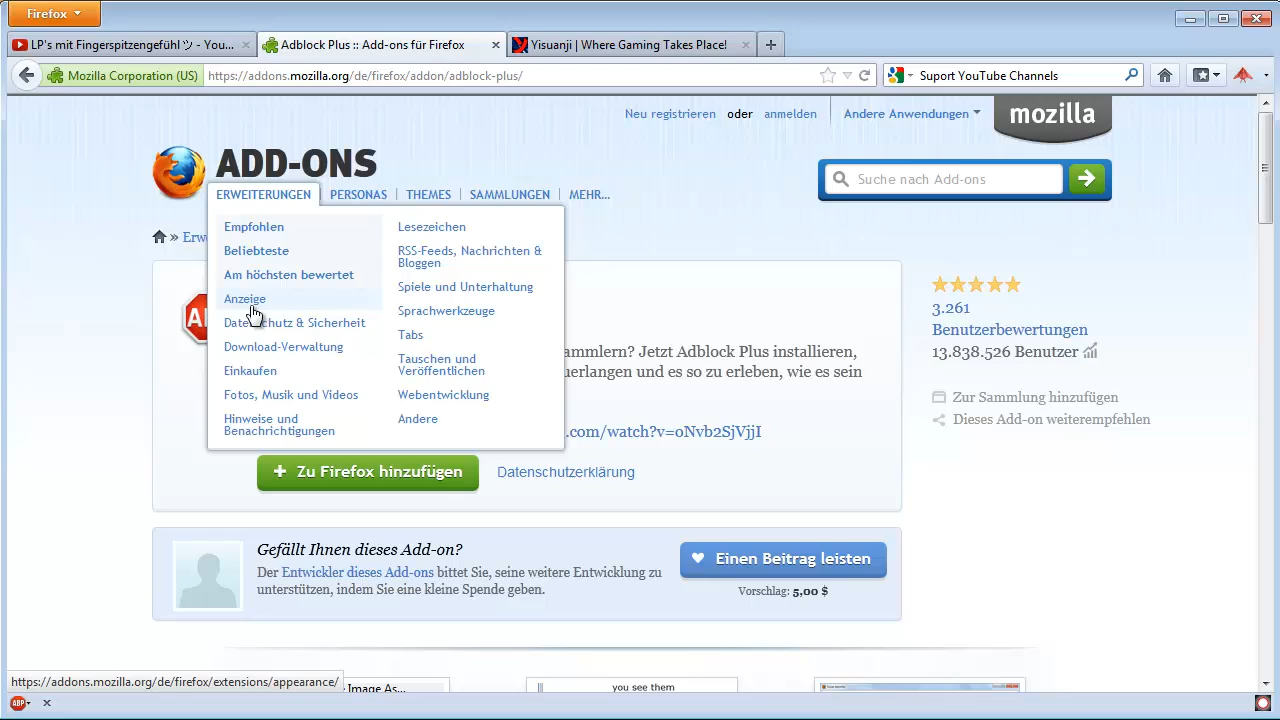 Firefox
LP's mit Fingerspitzengefühl ツ - You...
Adblock Plus :: Add-ons für Firefox
Yisuanji | Where Gaming Takes Place!
Mozilla Corporation (US)
https://addons.mozilla.org/de/firefox/addon/adblock-plus/
Suport YouTube Channels
Neu registrieren oder anmelden
Andere Anwendungen
mozilla
ADD-ONS
Suche nach Add-ons
ERWEITERUNGEN
PERSONAS
THEMES
SAMMLUNGEN
MEHR...
» Erw
Empfohlen
Beliebteste
Am höchsten bewertet
Anzeige
Datenschutz & Sicherheit
Download-Verwaltung
Einkaufen
Fotos, Musik und Videos
Hinweise und
Benachrichtigungen
Lesezeichen
RSS-Feeds, Nachrichten &
Bloggen
Spiele und Unterhaltung
Sprachwerkzeuge
Tabs
Tauschen und
Veröffentlichen
Webentwicklung
Andere
sammlern? Jetzt Adblock Plus installieren,
uerlangen und es so zu erleben, wie es sein
.com/watch?v=oNvb2SjVjjI
Zu Firefox hinzufügen
Datenschutzerklärung
3.261
Benutzerbewertungen
13.838.526 Benutzer
Zur Sammlung hinzufügen
Dieses Add-on weiterempfehlen
Gefällt Ihnen dieses Add-on?
Der Entwickler dieses Add-ons bittet Sie, seine weitere Entwicklung zu
unterstützen, indem Sie eine kleine Spende geben.
Einen Beitrag leisten
Vorschlag: 5,00 $
https://addons.mozilla.org/de/firefox/extensions/appearance/
Image As...
you see them
ABP